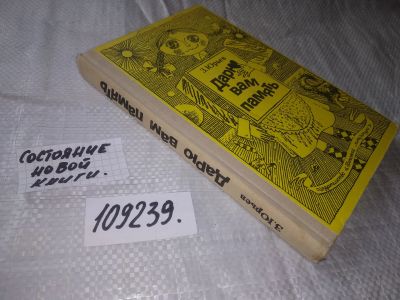 З. Юрьев
Дарю
вам
память
З. Юрьев
ДАРЮ ВАМ ПАМЯТЬ
СОСТОЯНИЕ
НОВОЙ
КНИГИ.
109239.